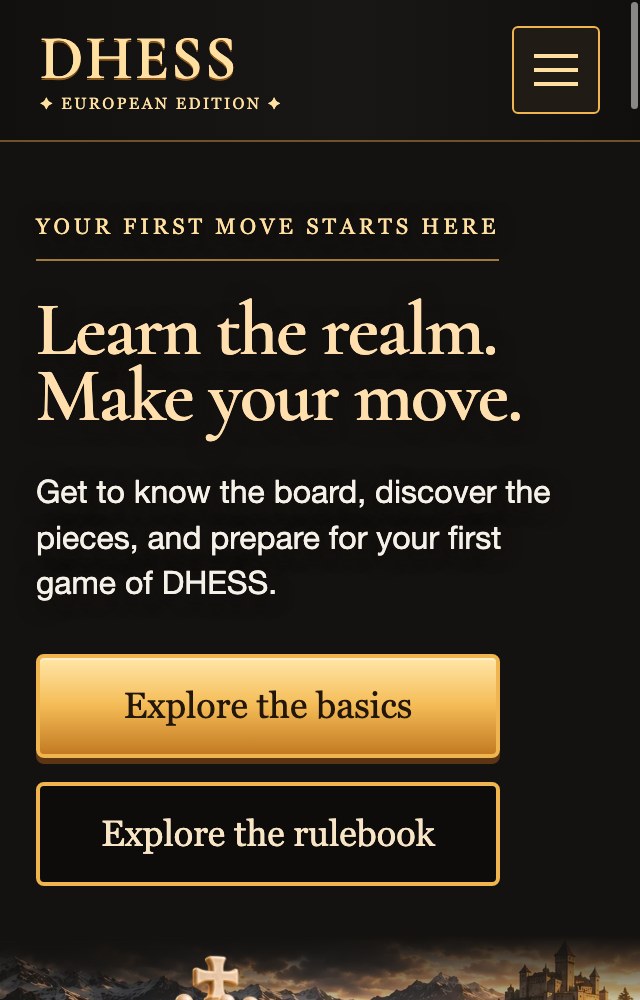 DHESS
✦ EUROPEAN EDITION ✦
YOUR FIRST MOVE STARTS HERE
Learn the realm.
Make your move.
Get to know the board, discover the
pieces, and prepare for your first
game of DHESS.
Explore the basics
Explore the rulebook